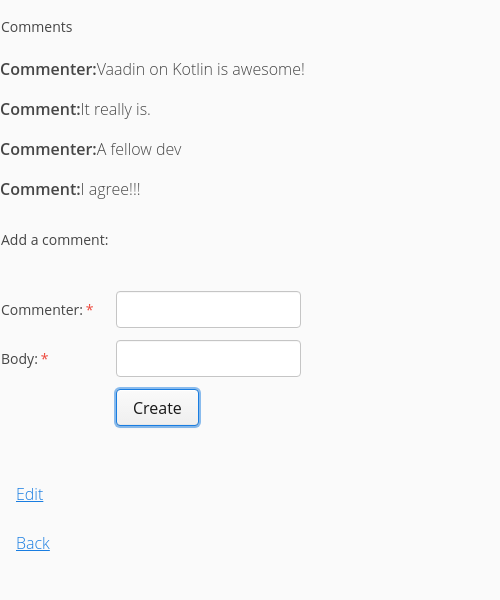 Comments
Commenter:Vaadin on Kotlin is awesome!
Comment:It really is.
Commenter:A fellow dev
Comment:I agree!!!
Add a comment:
Commenter: *
Body: *
Create
Edit
Back